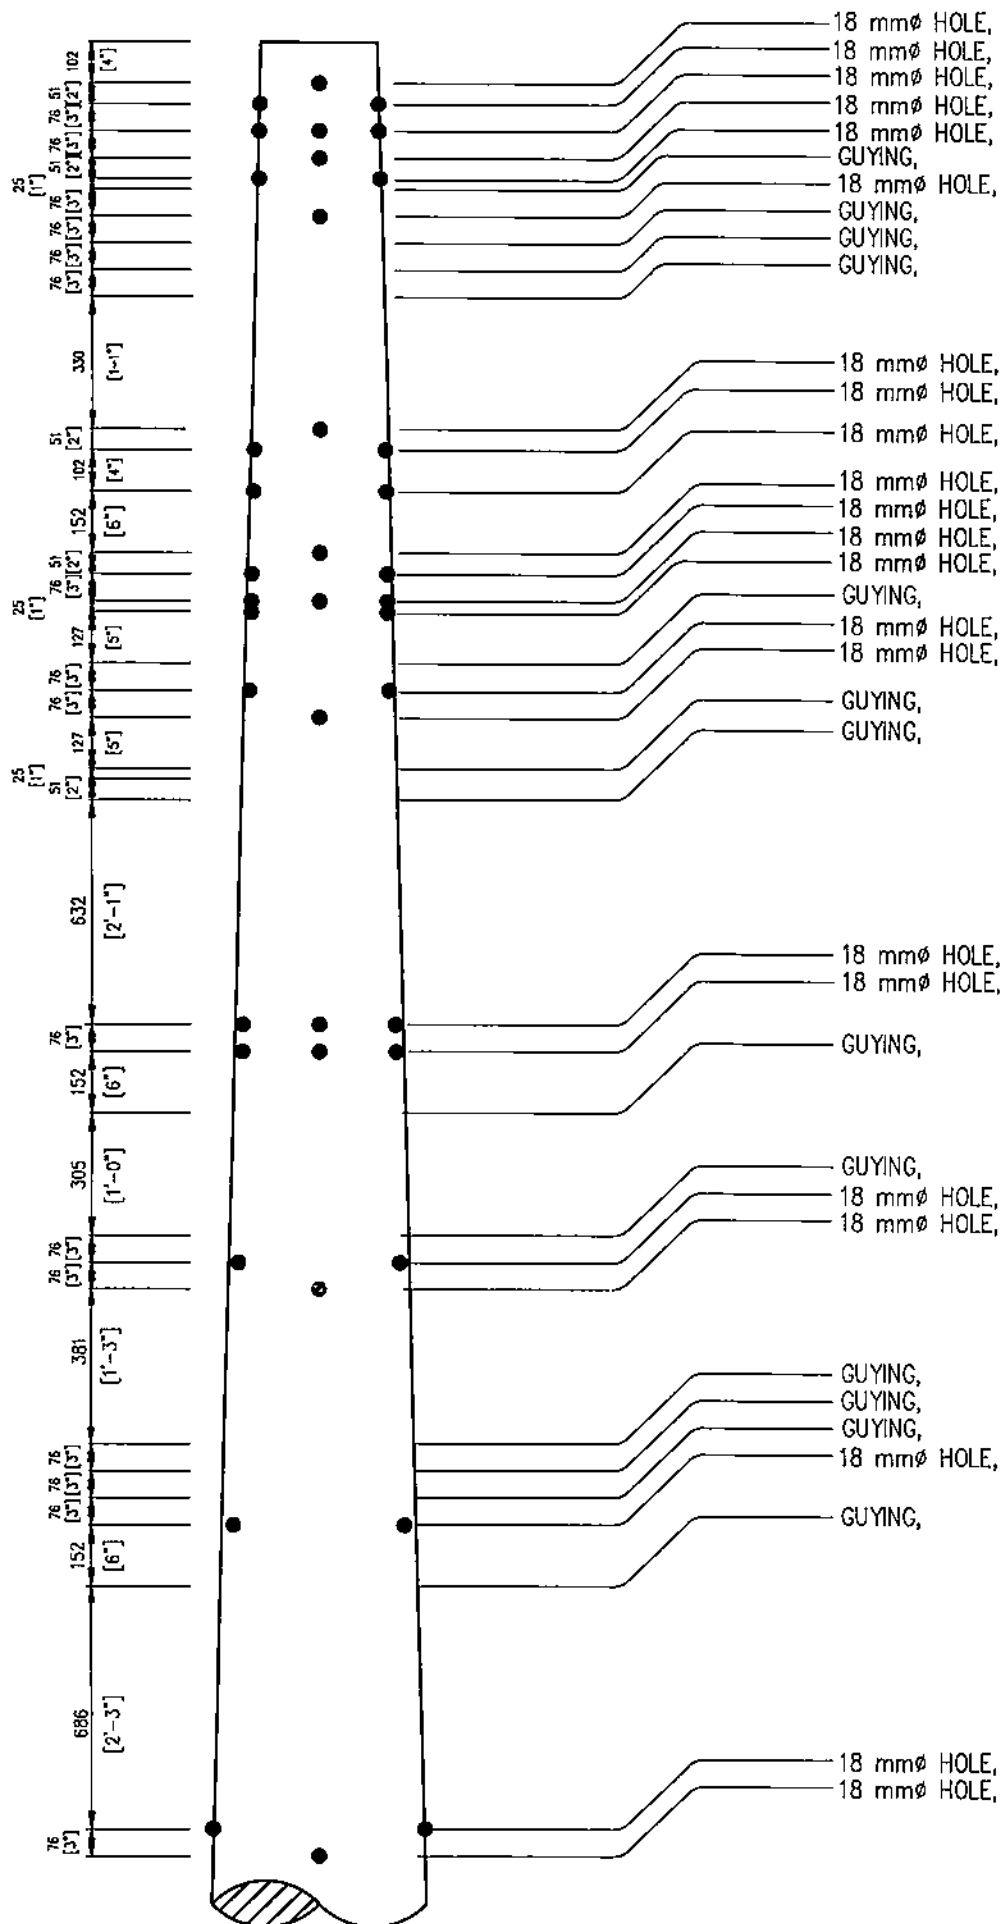 18 mmø HOLE,
18 mmø HOLE,
18 mmø HOLE,
18 mmø HOLE,
18 mmø HOLE,
GUYING,
18 mmø HOLE,
GUYING,
GUYING,
GUYING,
18 mmø HOLE,
18 mmø HOLE,
18 mmø HOLE,
18 mmø HOLE,
18 mmø HOLE,
18 mmø HOLE,
18 mmø HOLE,
GUYING,
18 mmø HOLE,
18 mmø HOLE,
GUYING,
GUYING,
18 mmø HOLE,
18 mmø HOLE,
GUYING,
GUYING,
18 mmø HOLE,
18 mmø HOLE,
GUYING,
GUYING,
GUYING,
18 mmø HOLE,
GUYING,
18 mmø HOLE,
18 mmø HOLE,
102
[4"]
51
[2"]
76
[3"]
76
[3"]
51
[2"]
25
[1"]
76
[3"]
76
[3"]
76
[3"]
76
[3"]
330
[1-1"]
51
[2"]
102
[4"]
152
[6"]
51
[2"]
76
[3"]
25
[1"]
127
[5"]
76
[3"]
76
[3"]
127
[5"]
25
[1"]
51
[2"]
632
[2'-1"]
76
[3"]
152
[6"]
305
[1'-0"]
76
[3"]
76
[3"]
381
[1'-3"]
76
[3"]
76
[3"]
76
[3"]
152
[6"]
686
[2'-3"]
76
[3"]